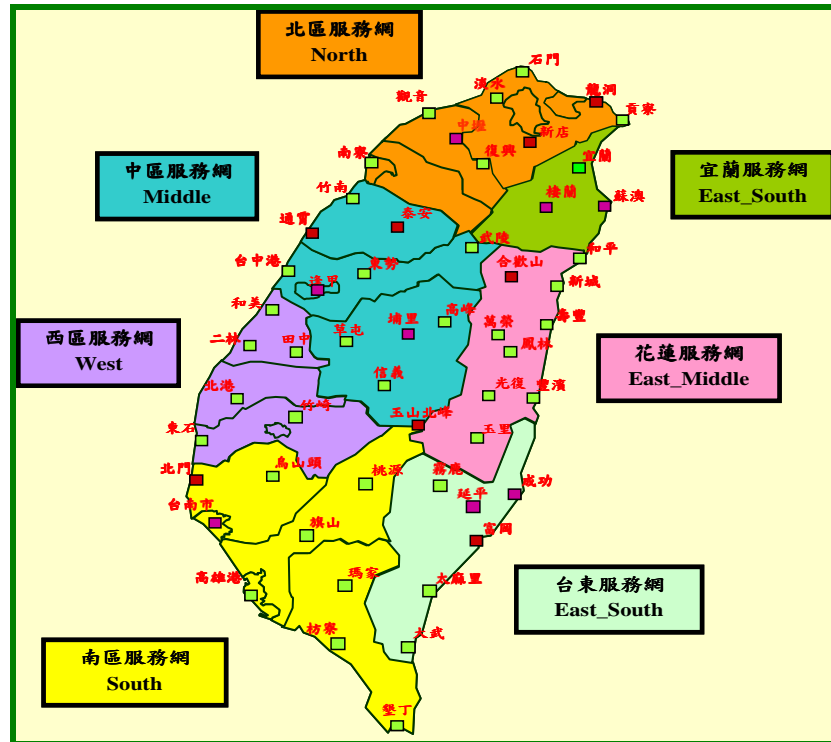 北區服務網
North
石門
淡水
龍洞
觀音
貢寮
中壢
新店
南寮
復興
宜蘭
中區服務網
Middle
宜蘭服務網
East_South
竹南
棲蘭
蘇澳
通霄
泰安
武陵
和平
台中港
東勢
合歡山
逢甲
新城
和美
高峰
壽豐
西區服務網
West
二林
田中
草屯
埔里
萬榮
鳳林
花蓮服務網
East_Middle
信義
北港
光復
豐濱
竹崎
玉山北峰
東石
玉里
北門
烏山頭
桃源
霧鹿
成功
台南市
延平
旗山
富岡
高雄港
瑪家
太麻里
台東服務網
East_South
枋寮
大武
南區服務網
South
墾丁